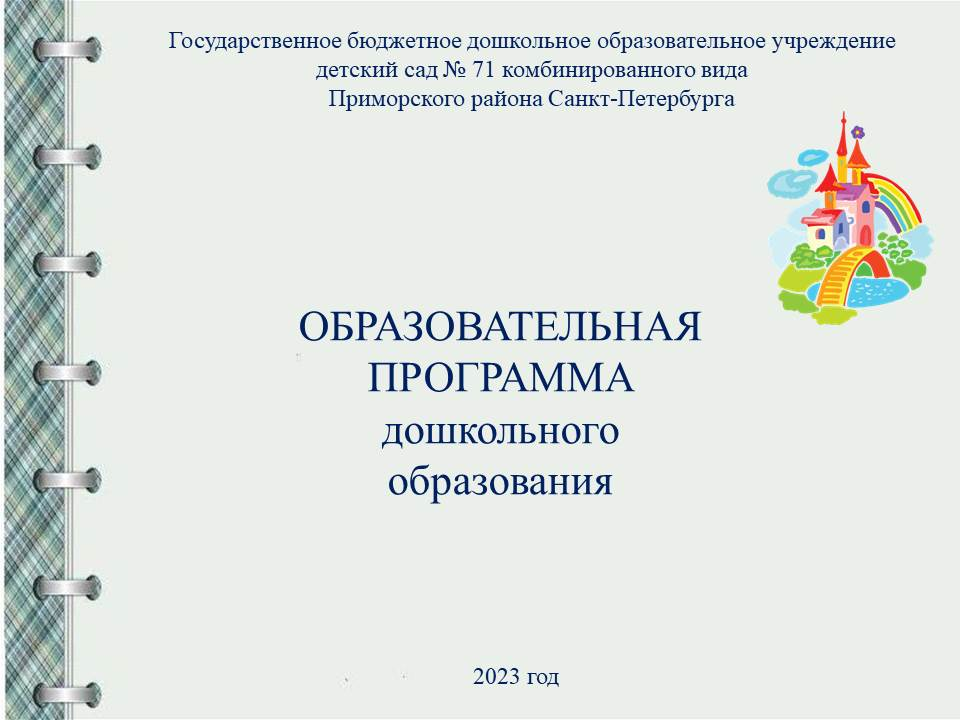 Государственное бюджетное дошкольное образовательное учреждение
детский сад № 71 комбинированного вида
Приморского района Санкт-Петербурга
ОБРАЗОВАТЕЛЬНАЯ
ПРОГРАММА
дошкольного
образования
2023 год